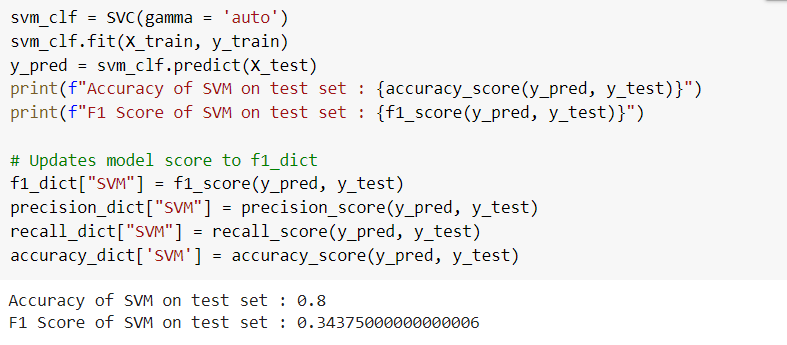 svm_clf = SVC(gamma = 'auto')
svm_clf.fit(X_train, y_train)
y_pred = svm_clf.predict(X_test)
print(f"Accuracy of SVM on test set : {accuracy_score(y_pred, y_test)}")
print(f"F1 Score of SVM on test set : {f1_score(y_pred, y_test)}")
# Updates model score to f1_dict
f1_dict["SVM"] = f1_score(y_pred, y_test)
precision_dict["SVM"] = precision_score(y_pred, y_test)
recall_dict["SVM"] = recall_score(y_pred, y_test)
accuracy_dict['SVM'] = accuracy_score(y_pred, y_test)
Accuracy of SVM on test set : 0.8
F1 Score of SVM on test set : 0.34375000000000006